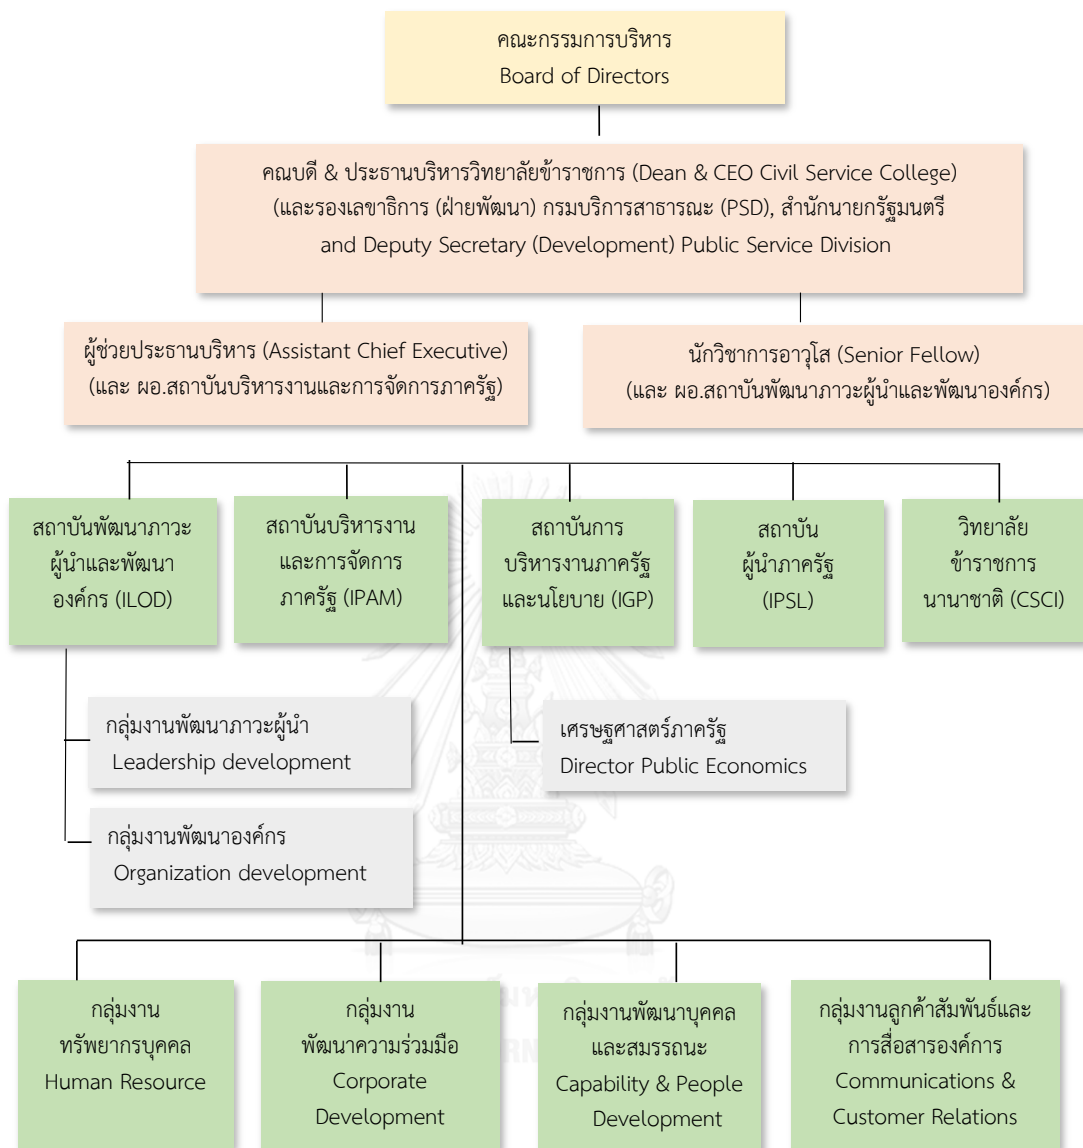 คณะกรรมการบริหาร
Board of Directors
คณบดี & ประธานบริหารวิทยาลัยข้าราชการ (Dean & CEO Civil Service College)
(และรองเลขาธิการ (ฝ่ายพัฒนา) กรมบริการสาธารณะ (PSD), สำนักนายกรัฐมนตรี
and Deputy Secretary (Development) Public Service Division
ผู้ช่วยประธานบริหาร (Assistant Chief Executive)
(และ ผอ.สถาบันบริหารงานและการจัดการภาครัฐ)
นักวิชาการอาวุโส (Senior Fellow)
(และ ผอ.สถาบันพัฒนาภาวะผู้นำและพัฒนาองค์กร)
สถาบันพัฒนาภาวะ
ผู้นำและพัฒนา
องค์กร (ILOD)
สถาบันบริหารงาน
และการจัดการ
ภาครัฐ (IPAM)
สถาบันการ
บริหารงานภาครัฐ
และนโยบาย (IGP)
สถาบัน
ผู้นำภาครัฐ
(IPSL)
วิทยาลัย
ข้าราชการ
นานาชาติ (CSCI)
กลุ่มงานพัฒนาภาวะผู้นำ
Leadership development
เศรษฐศาสตร์ภาครัฐ
Director Public Economics
กลุ่มงานพัฒนาองค์กร
Organization development
กลุ่มงาน
ทรัพยากรบุคคล
Human Resource
กลุ่มงาน
พัฒนาความร่วมมือ
Corporate
Development
กลุ่มงานพัฒนาบุคคล
และสมรรถนะ
Capability & People
Development
กลุ่มงานลูกค้าสัมพันธ์และ
การสื่อสารองค์การ
Communications &
Customer Relations